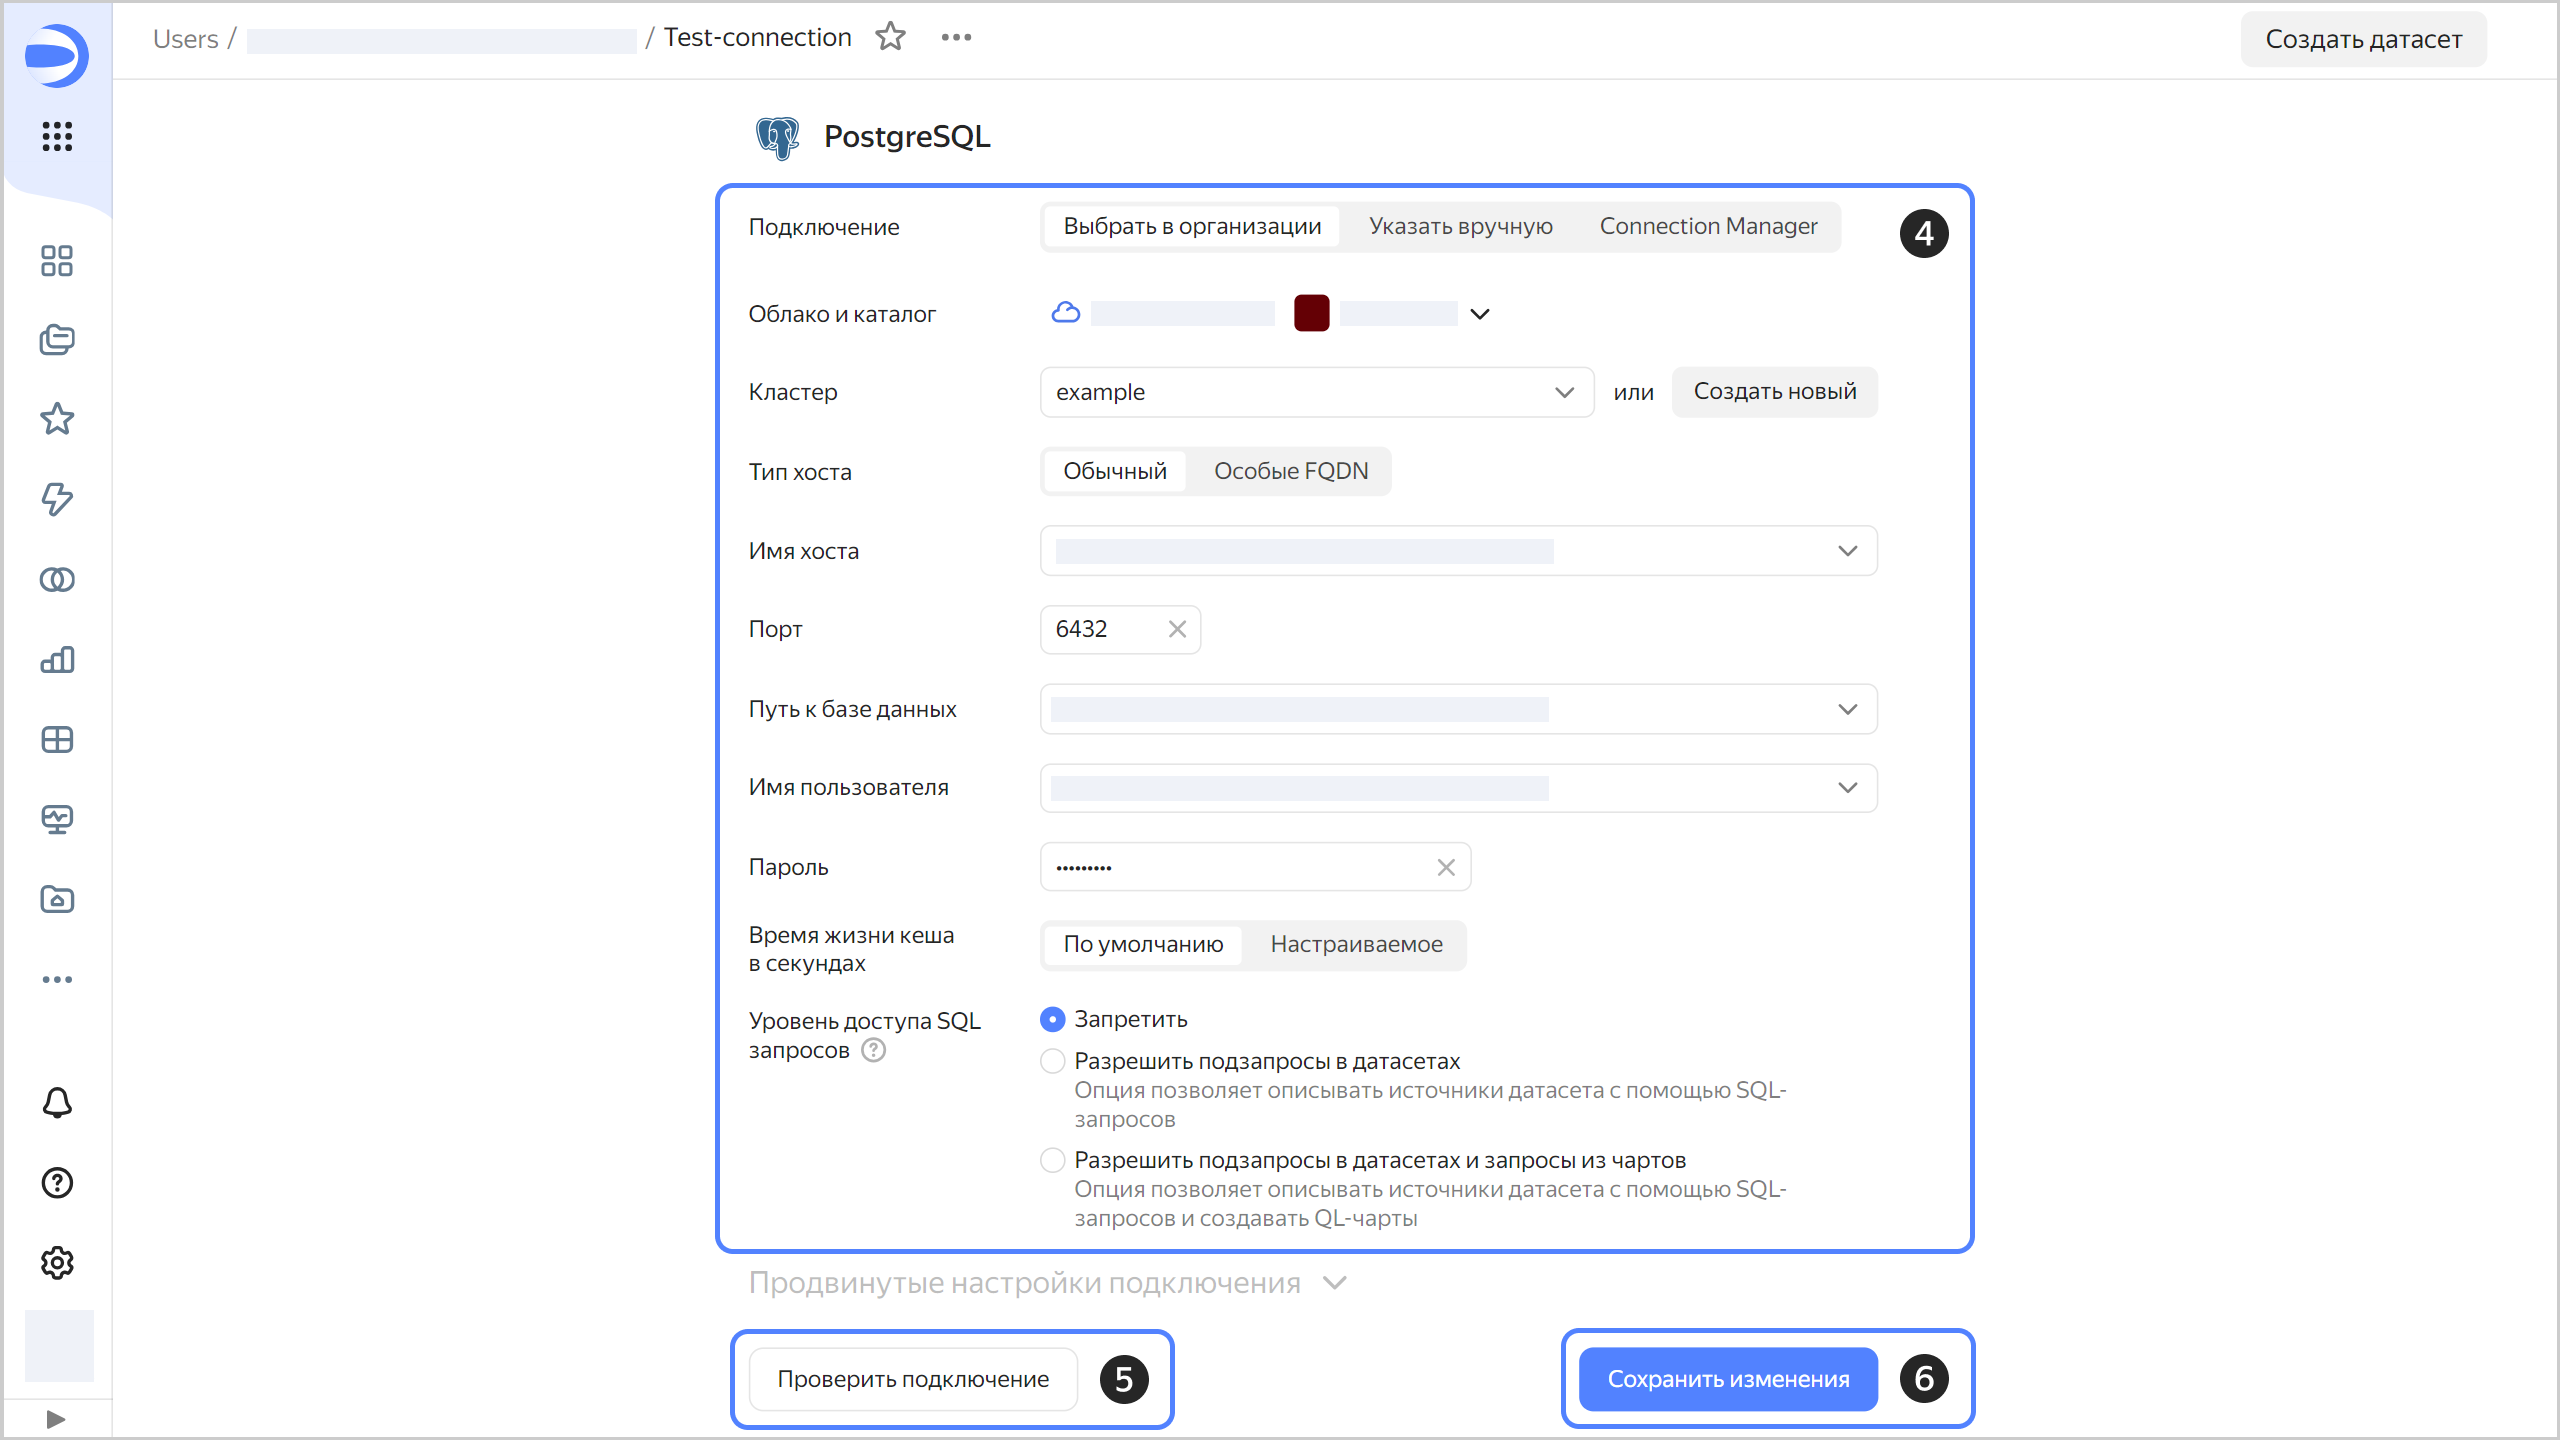 Users / / Test-connection
Создать датасет
PostgreSQL
Подключение Выбрать в организации Указать вручную Connection Manager 4
Облако и каталог
Кластер example или Создать новый
Тип хоста Обычный Особые FQDN
Имя хоста
Порт 6432
Путь к базе данных
Имя пользователя
Пароль •••••••••
Время жизни кеша
в секундах
По умолчанию Настраиваемое
Уровень доступа SQL
запросов ?
Запретить
Разрешить подзапросы в датасетах
Опция позволяет описывать источники датасета с помощью SQL-
запросов
Разрешить подзапросы в датасетах и запросы из чартов
Опция позволяет описывать источники датасета с помощью SQL-
запросов и создавать QL-чарты
Продвинутые настройки подключения
Проверить подключение 5
Сохранить изменения 6